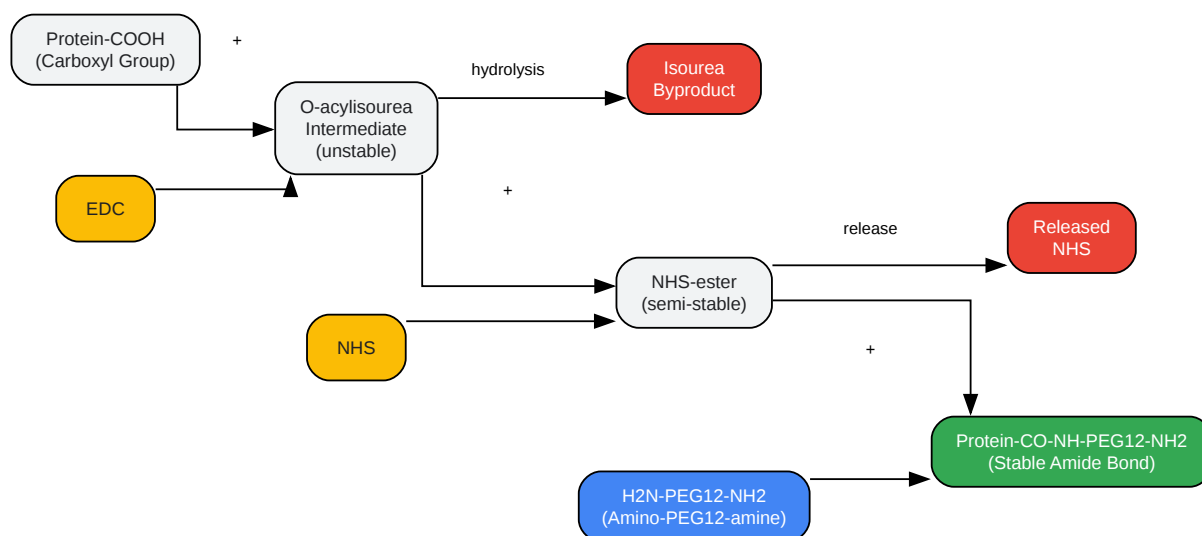 Protein-COOH
(Carboxyl Group)
+
hydrolysis
Isourea
Byproduct
O-acylisourea
Intermediate
(unstable)
EDC
+
release
Released
NHS
NHS-ester
(semi-stable)
NHS
+
Protein-CO-NH-PEG12-NH2
(Stable Amide Bond)
H2N-PEG12-NH2
(Amino-PEG12-amine)